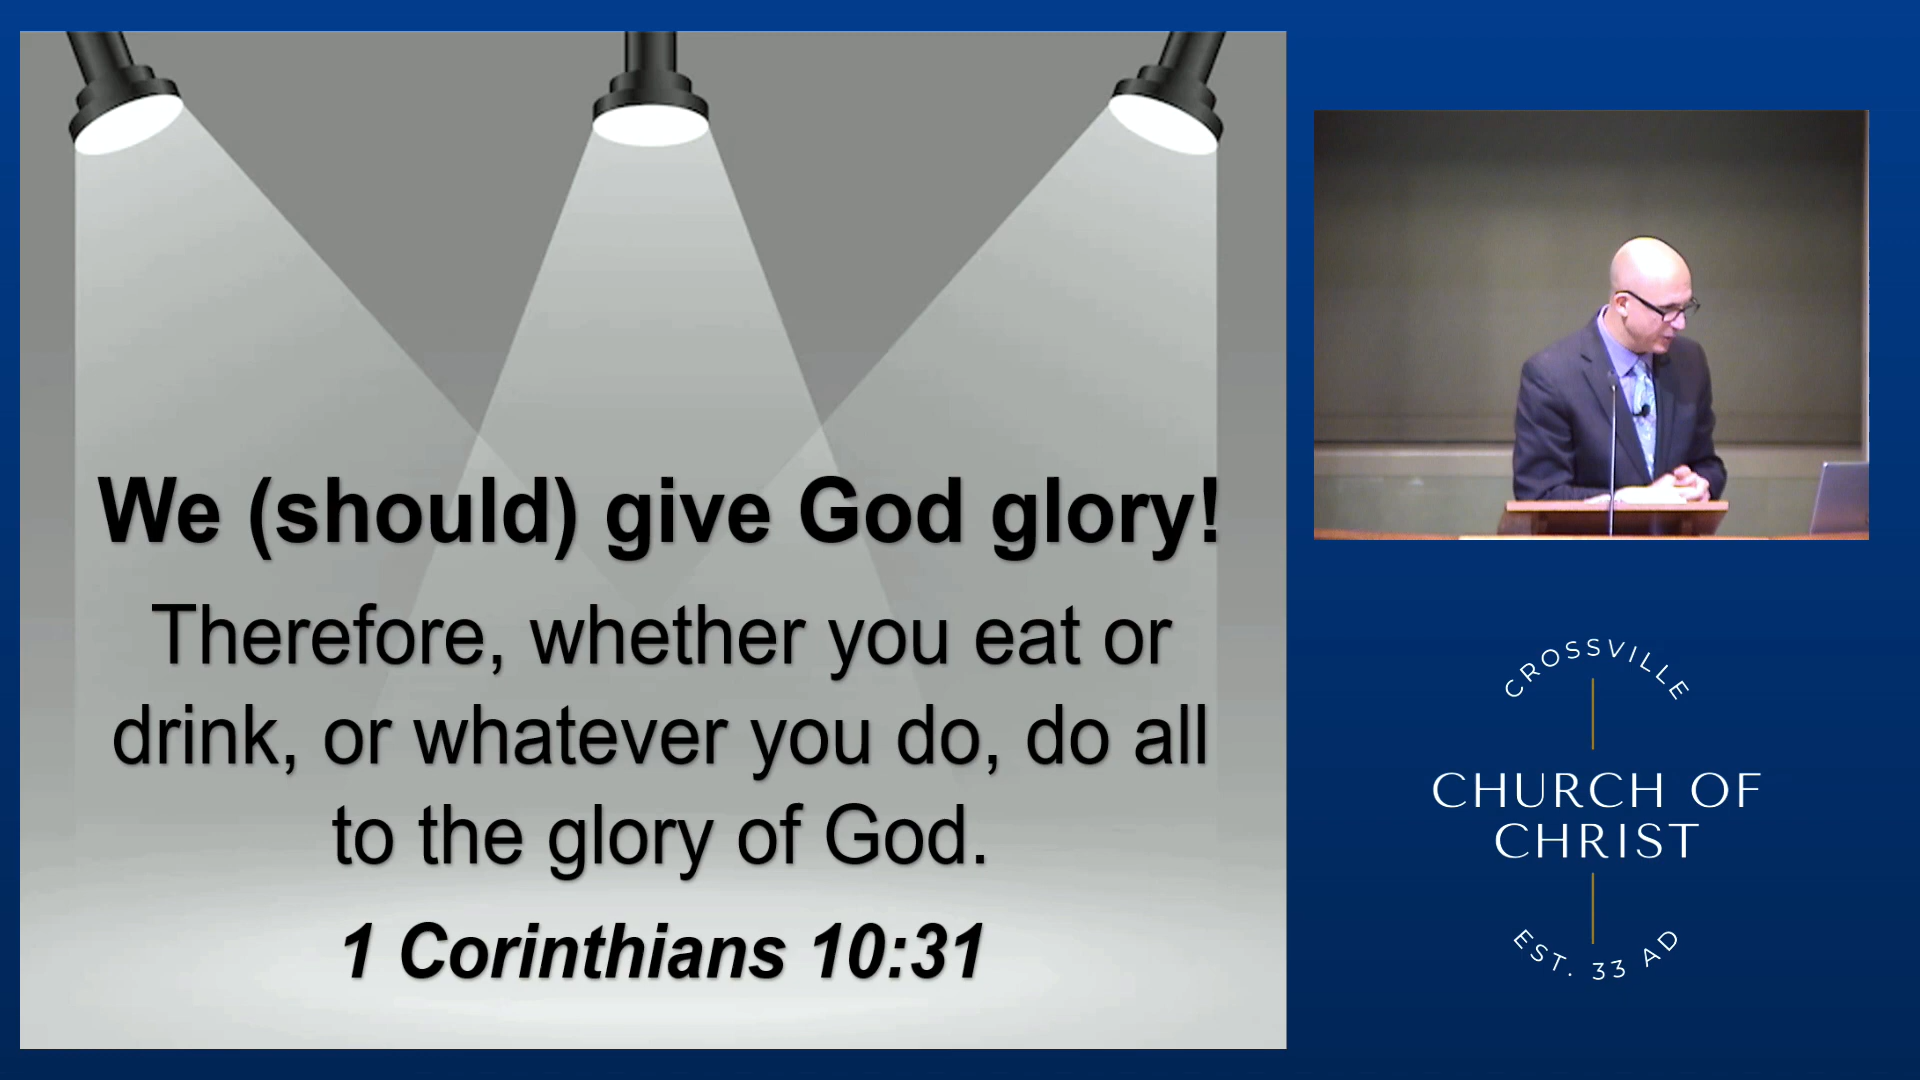 We (should) give God glory!
Therefore, whether you eat or
drink, or whatever you do, do all
to the glory of God.
1 Corinthians 10:31
CROSSVILLE
CHURCH OF
CHRIST
EST. 33 AD